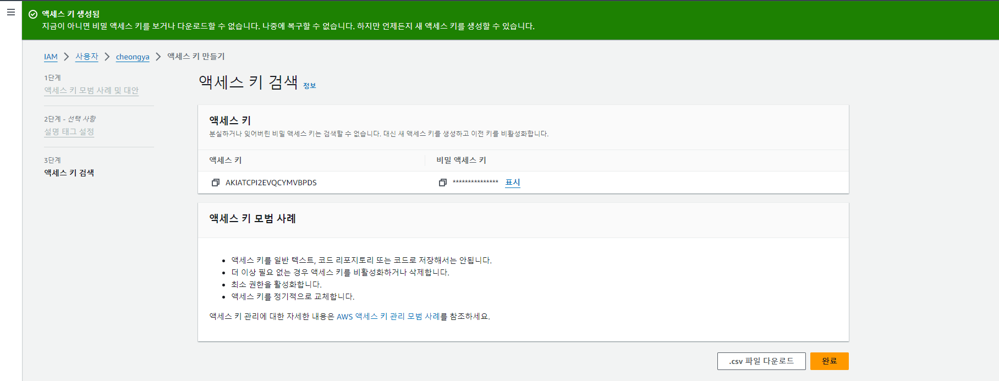 액세스 키 생성됨
지금이 아니면 비밀 액세스 키를 보거나 다운로드할 수 없습니다. 나중에 복구할 수 없습니다. 하지만 언제든지 새 액세스 키를 생성할 수 있습니다.
IAM > 사용자 > cheongya > 액세스 키 만들기
1단계
액세스 키 모범 사례 및 대안
2단계 - 선택 사항
설명 태그 설정
3단계
액세스 키 검색
액세스 키 검색 정보
액세스 키
분실하거나 잊어버린 비밀 액세스 키는 검색할 수 없습니다. 대신 새 액세스 키를 생성하고 이전 키를 비활성화합니다.
액세스 키 비밀 액세스 키
AKIATCPI2EVQCYMVBPDS *************** 표시
액세스 키 모범 사례
• 액세스 키를 일반 텍스트, 코드 리포지토리 또는 코드로 저장해서는 안됩니다.
• 더 이상 필요 없는 경우 액세스 키를 비활성화하거나 삭제합니다.
• 최소 권한을 활성화합니다.
• 액세스 키를 정기적으로 교체합니다.
액세스 키 관리에 대한 자세한 내용은 AWS 액세스 키 관리 모범 사례를 참조하세요.
.csv 파일 다운로드 완료